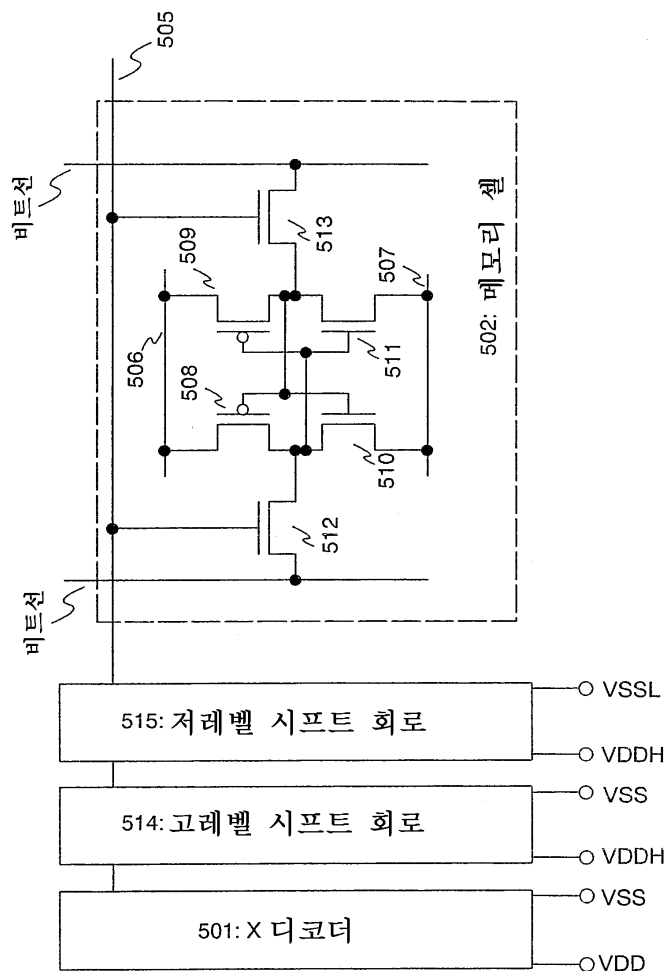 505
비트선
비트선
513
509
506
508
507
511
510
512
502: 메모리 셀
515: 저레벨 시프트 회로
VSSL
VDDH
514: 고레벨 시프트 회로
VSS
VDDH
501: X 디코더
VSS
VDD